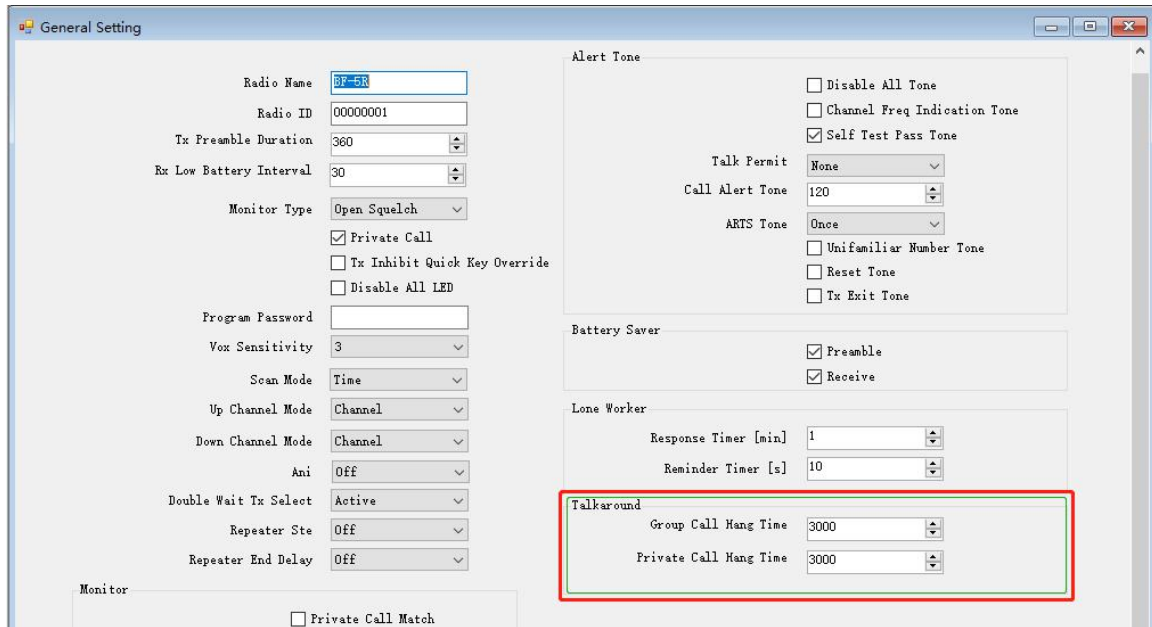 General Setting
Radio Name BF-5R
Radio ID 00000001
Tx Preamble Duration 360
Rx Low Battery Interval 30
Monitor Type Open Squelch
Private Call
Tx Inhibit Quick Key Override
Disable All LED
Program Password
Vox Sensitivity 3
Scan Mode Time
Up Channel Mode Channel
Down Channel Mode Channel
Ani Off
Double Wait Tx Select Active
Repeater Ste Off
Repeater End Delay Off
Monitor
Private Call Match
Alert Tone
Disable All Tone
Channel Freq Indication Tone
Self Test Pass Tone
Talk Permit None
Call Alert Tone 120
ARTS Tone Once
Unifamiliar Number Tone
Reset Tone
Tx Exit Tone
Battery Saver
Preamble
Receive
Lone Worker
Response Timer [min] 1
Reminder Timer [s] 10
Talkaround
Group Call Hang Time 3000
Private Call Hang Time 3000